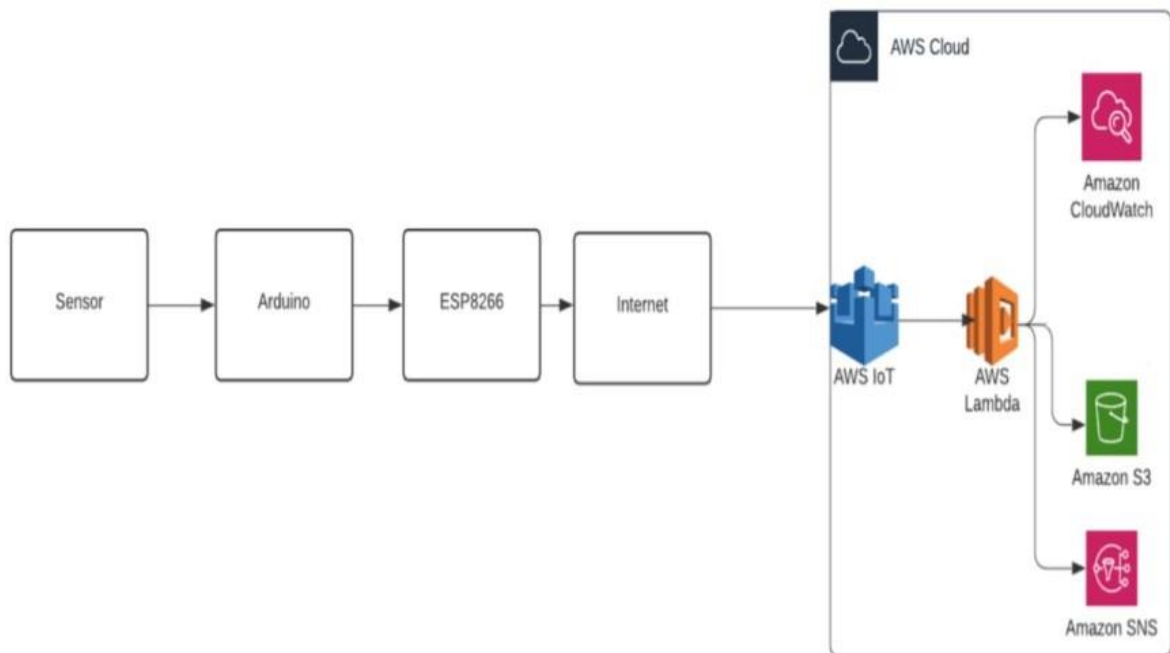 AWS Cloud
Amazon
CloudWatch
Sensor
Arduino
ESP8266
Internet
AWS IoT
AWS
Lambda
Amazon S3
Amazon SNS